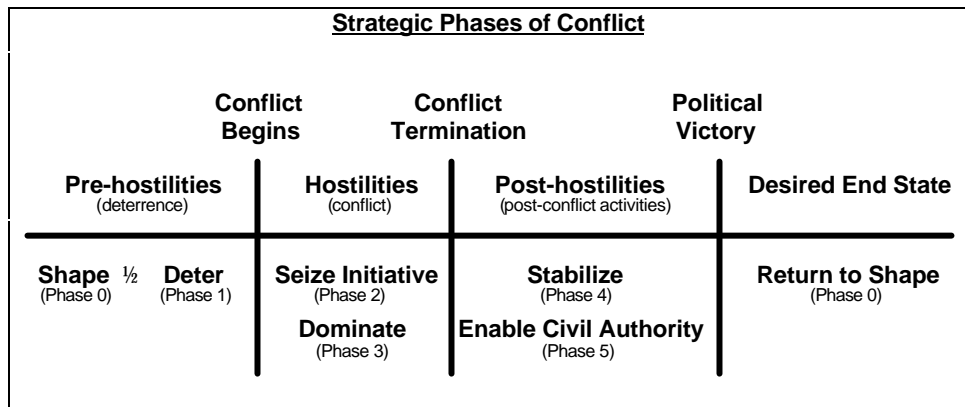 Strategic Phases of Conflict
Conflict
Begins
Conflict
Termination
Political
Victory
Pre-hostilities
(deterrence)
Hostilities
(conflict)
Post-hostilities
(post-conflict activities)
Desired End State
Shape ½ Deter
(Phase 0) (Phase 1)
Seize Initiative
(Phase 2)
Dominate
(Phase 3)
Stabilize
(Phase 4)
Enable Civil Authority
(Phase 5)
Return to Shape
(Phase 0)